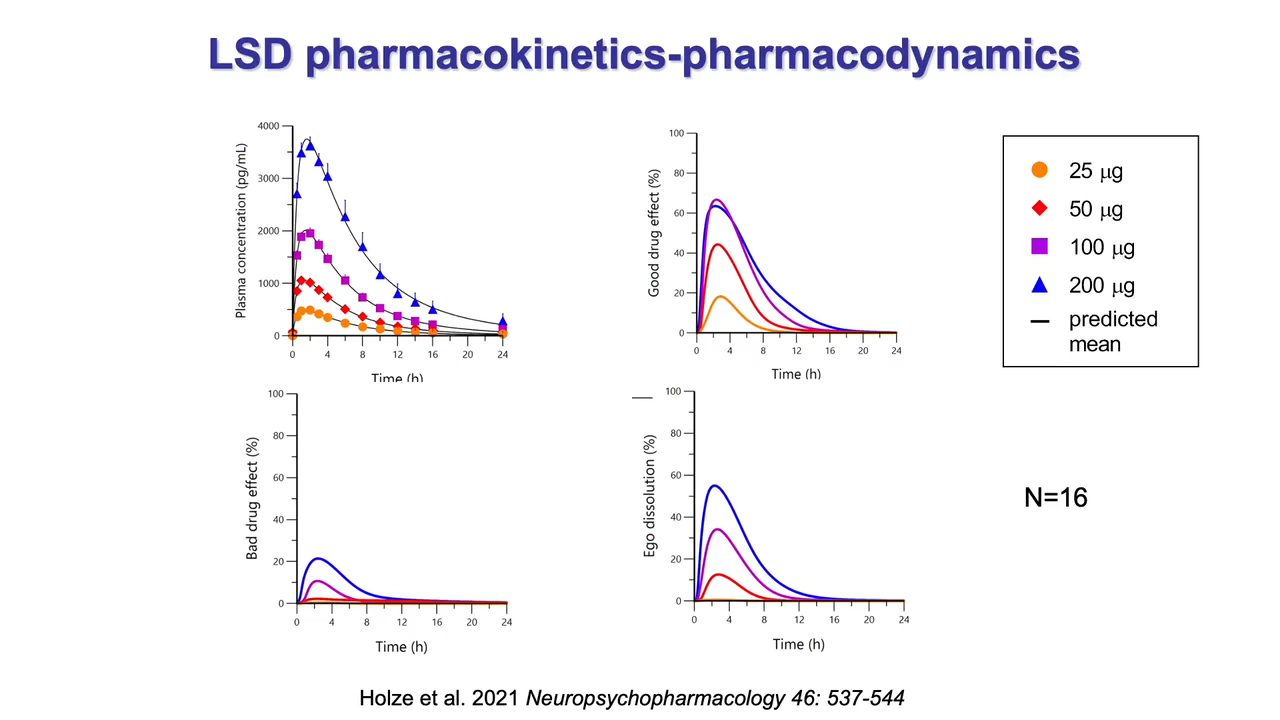 LSD pharmacokinetics-pharmacodynamics
Plasma concentration (pg/mL)
4000
3000
2000
1000
0
0 4 8 12 16 20 24
Time (h)
Good drug effect (%)
100
80
60
40
20
0
0 4 8 12 16 20 24
Time (h)
25 μg
50 μg
100 μg
200 μg
predicted
mean
Bad drug effect (%)
100
80
60
40
20
0
0 4 8 12 16 20 24
Time (h)
Ego dissolution (%)
100
80
60
40
20
0
0 4 8 12 16 20 24
Time (h)
N=16
Holze et al. 2021 Neuropsychopharmacology 46: 537-544